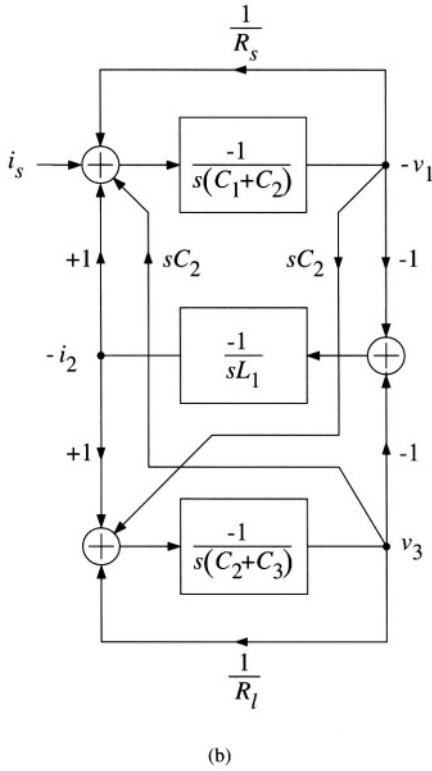 1
R_s
i_s
+
-1
s(C_1+C_2)
-v_1
+1
sC_2
sC_2
-1
-i_2
-1
sL_1
+
+1
-1
+
-1
s(C_2+C_3)
v_3
1
R_l
(b)